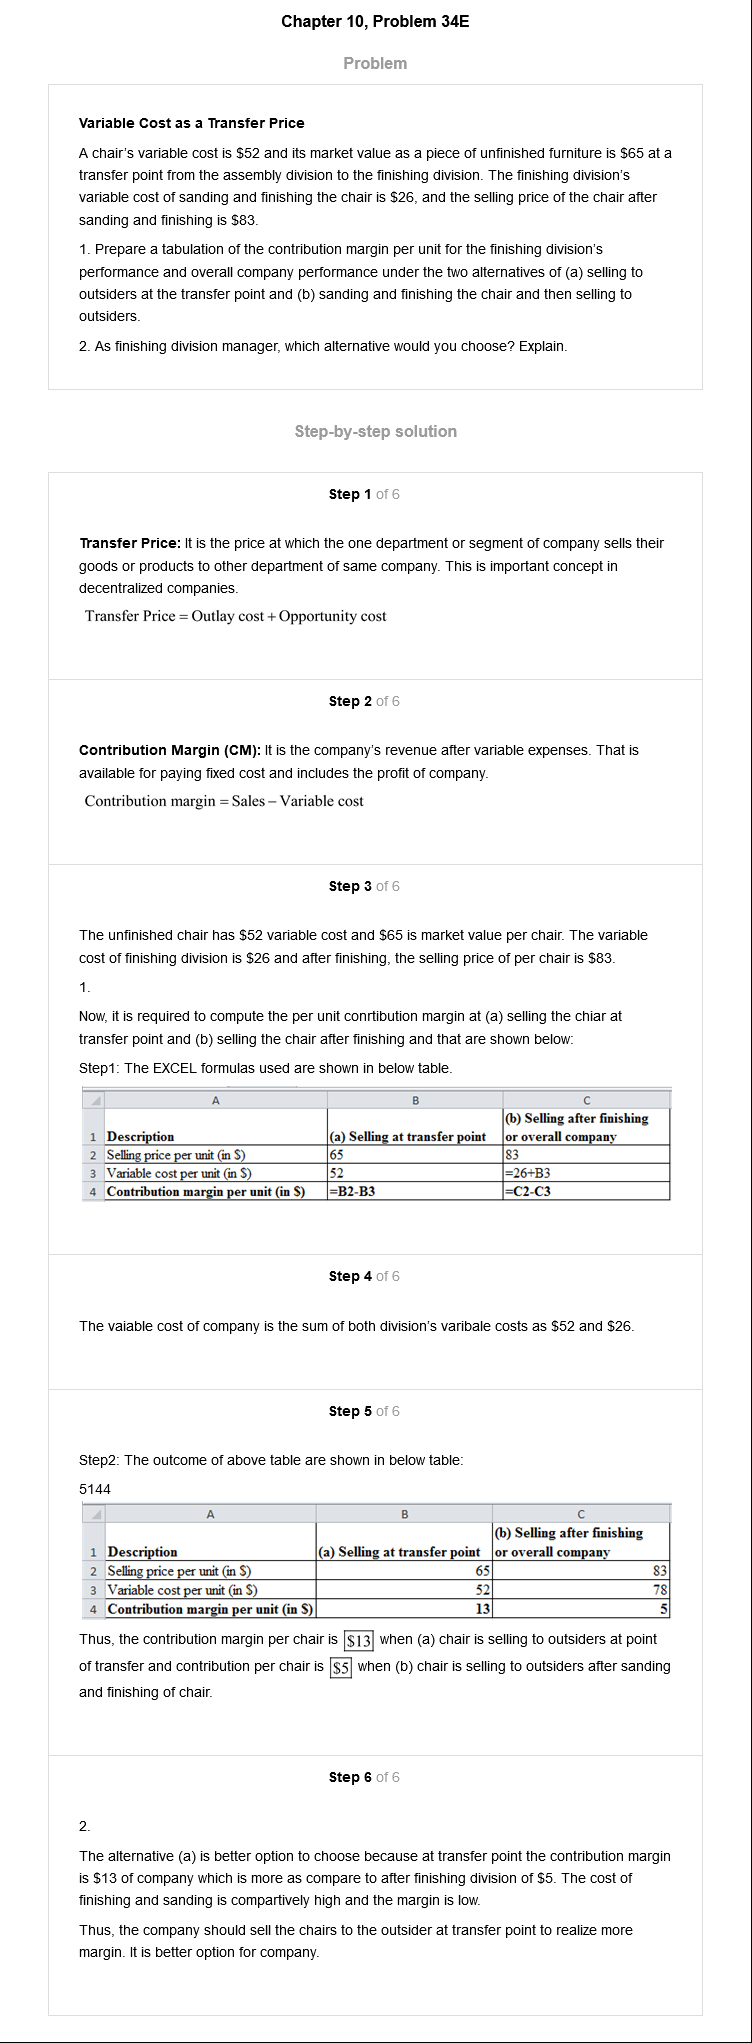 Chapter 10, Problem 34E
Problem
Variable Cost as a Transfer Price
A chair's variable cost is $52 and its market value as a piece of unfinished furniture is $65 at a
transfer point from the assembly division to the finishing division. The finishing division's
variable cost of sanding and finishing the chair is $26, and the selling price of the chair after
sanding and finishing is $83.
1. Prepare a tabulation of the contribution margin per unit for the finishing division's
performance and overall company performance under the two alternatives of (a) selling to
outsiders at the transfer point and (b) sanding and finishing the chair and then selling to
outsiders.
2. As finishing division manager, which alternative would you choose? Explain.
Step-by-step solution
Step 1 of 6
Transfer Price: It is the price at which the one department or segment of company sells their
goods or products to other department of same company. This is important concept in
decentralized companies.
Transfer Price = Outlay cost + Opportunity cost
Step 2 of 6
Contribution Margin (CM): It is the company's revenue after variable expenses. That is
available for paying fixed cost and includes the profit of company.
Contribution margin = Sales – Variable cost
Step 3 of 6
The unfinished chair has $52 variable cost and $65 is market value per chair. The variable
cost of finishing division is $26 and after finishing, the selling price of per chair is $83.
1.
Now, it is required to compute the per unit conrtibution margin at (a) selling the chiar at
transfer point and (b) selling the chair after finishing and that are shown below:
Step1: The EXCEL formulas used are shown in below table.
A B C
(b) Selling after finishing
1 Description (a) Selling at transfer point or overall company
2 Selling price per unit (in $) 65 83
3 Variable cost per unit (in $) 52 =26+B3
4 Contribution margin per unit (in $) =B2-B3 =C2-C3
Step 4 of 6
The vaiable cost of company is the sum of both division's varibale costs as $52 and $26.
Step 5 of 6
Step2: The outcome of above table are shown in below table:
5144
A B C
(b) Selling after finishing
1 Description (a) Selling at transfer point or overall company
2 Selling price per unit (in $) 65 83
3 Variable cost per unit (in $) 52 78
4 Contribution margin per unit (in $) 13 5
Thus, the contribution margin per chair is $13 when (a) chair is selling to outsiders at point
of transfer and contribution per chair is $5 when (b) chair is selling to outsiders after sanding
and finishing of chair.
Step 6 of 6
2.
The alternative (a) is better option to choose because at transfer point the contribution margin
is $13 of company which is more as compare to after finishing division of $5. The cost of
finishing and sanding is compartively high and the margin is low.
Thus, the company should sell the chairs to the outsider at transfer point to realize more
margin. It is better option for company.